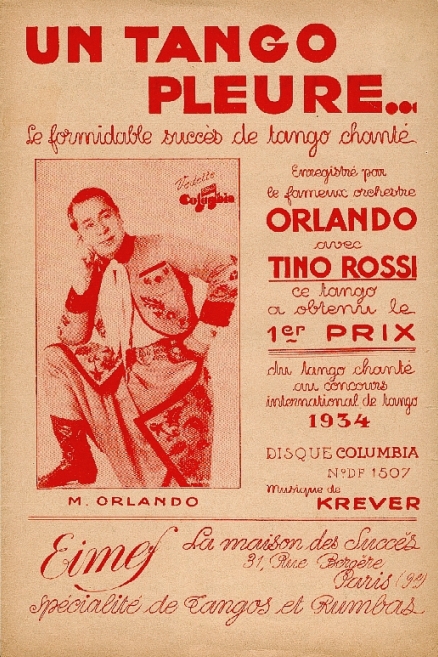 UN TANGO
PLEURE...
Le formidable succès de tango chanté
Vedette
Columbia
Enregistré par
le fameux orchestre
ORLANDO
avec
TINO ROSSI
ce tango
a obtenu le
1er PRIX
du tango chanté
au concours
international de tango
1934
DISQUE COLUMBIA
N° DF 1507
Musique de
KREVER
M. ORLANDO
Eimef La maison des Succès
31, Rue Bergère
Paris (9e)
Spécialité de Tangos et Rumbas